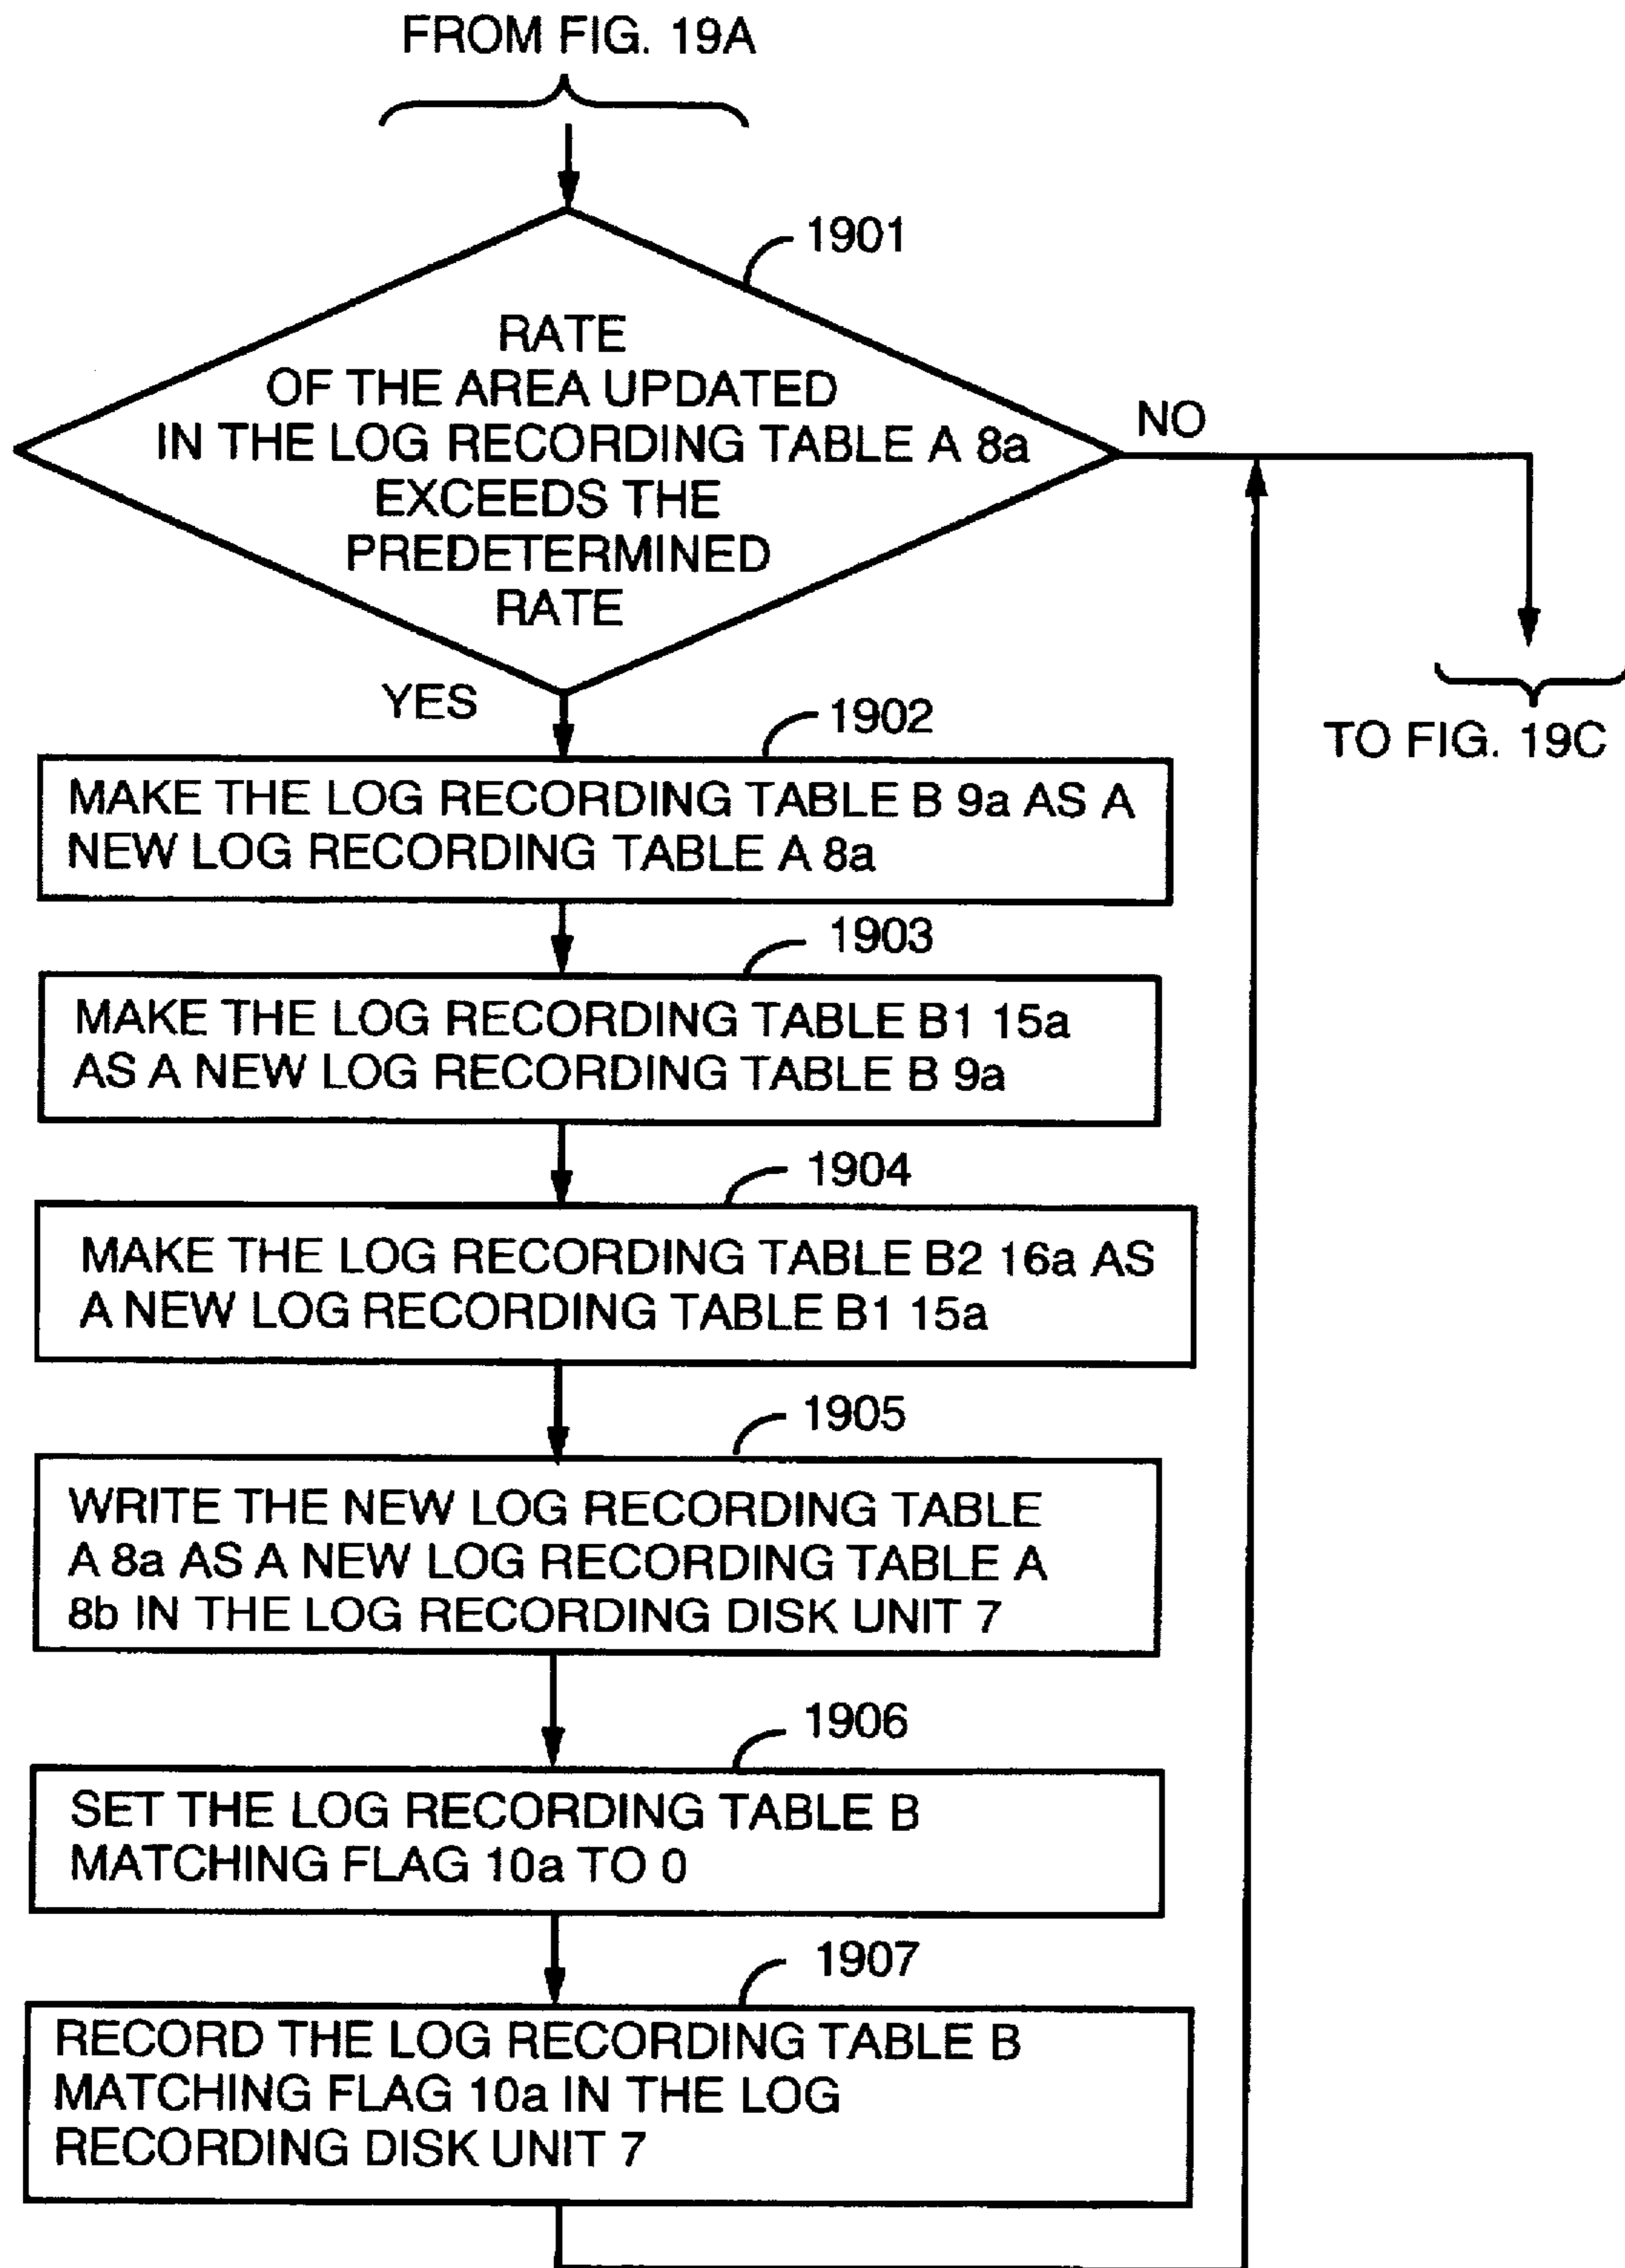 FROM FIG. 19A
1901
RATE
OF THE AREA UPDATED
IN THE LOG RECORDING TABLE A 8a
EXCEEDS THE
PREDETERMINED
RATE
NO
YES
TO FIG. 19C
1902
MAKE THE LOG RECORDING TABLE B 9a AS A
NEW LOG RECORDING TABLE A 8a
1903
MAKE THE LOG RECORDING TABLE B1 15a
AS A NEW LOG RECORDING TABLE B 9a
1904
MAKE THE LOG RECORDING TABLE B2 16a AS
A NEW LOG RECORDING TABLE B1 15a
1905
WRITE THE NEW LOG RECORDING TABLE
A 8a AS A NEW LOG RECORDING TABLE A
8b IN THE LOG RECORDING DISK UNIT 7
1906
SET THE LOG RECORDING TABLE B
MATCHING FLAG 10a TO 0
1907
RECORD THE LOG RECORDING TABLE B
MATCHING FLAG 10a IN THE LOG
RECORDING DISK UNIT 7